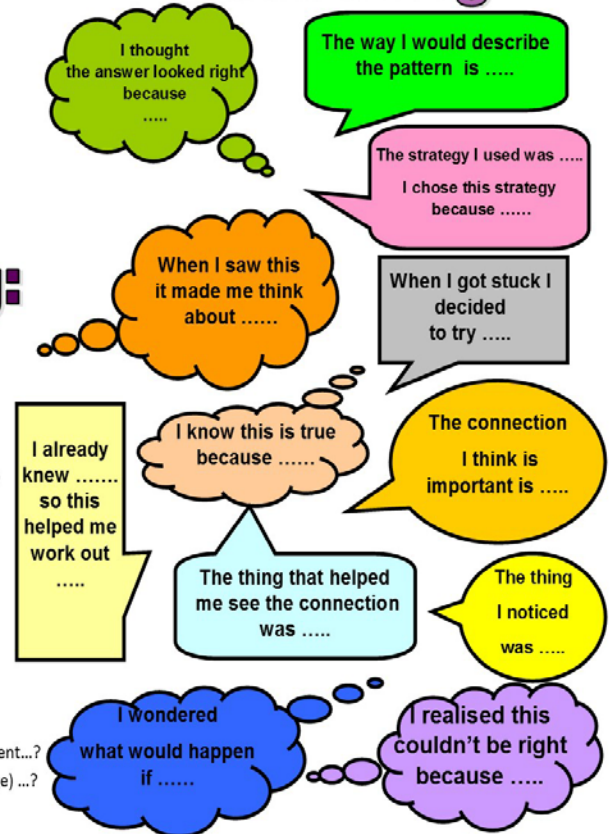 I thought
the answer looked right
because
…..
The way I would describe
the pattern is …..
The strategy I used was …..
I chose this strategy
because ……
When I saw this
it made me think
about ……
:
When I got stuck I
decided
to try …..
I already
knew …….
so this
helped me
work out
…..
I know this is true
because ……
The connection
I think is
important is …..
The thing that helped
me see the connection
was …..
The thing
I noticed
was …..
I wondered
what would happen
if ……
I realised this
couldn't be right
because …..
ent...?
e) ...?